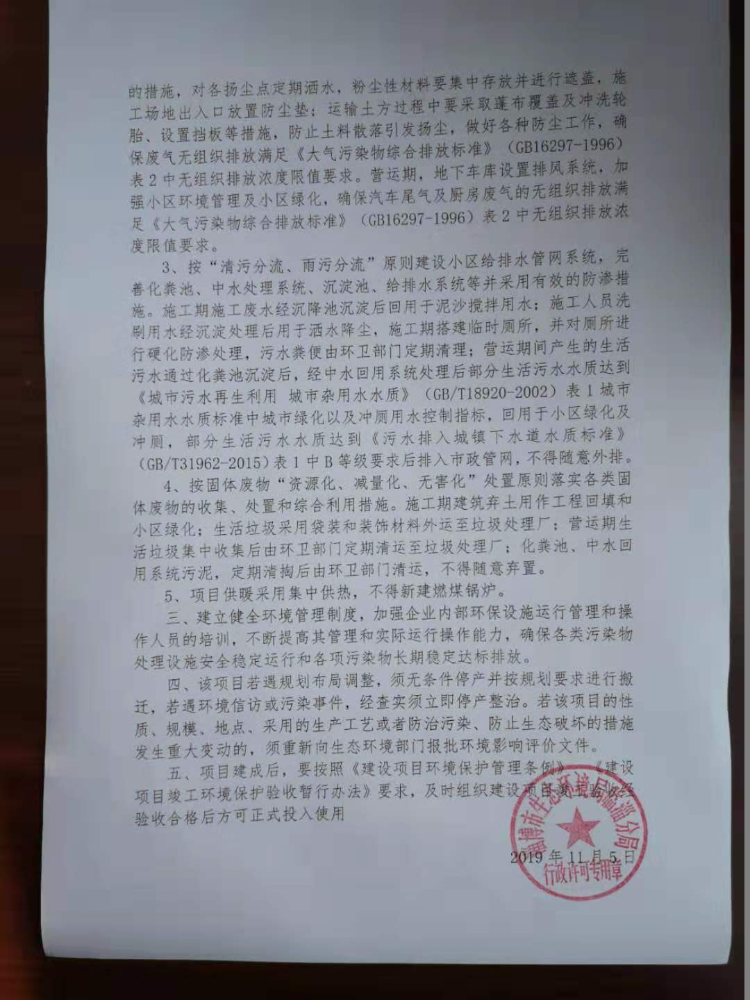 的措施，对各扬尘点定期洒水，粉尘性材料要集中存放并进行遮盖，施
工场地出入口放置防尘垫；运输土方过程中要采取蓬布覆盖及冲洗轮
胎、设置挡板等措施，防止土料散落引发扬尘，做好各种防尘工作，确
保废气无组织排放满足《大气污染物综合排放标准》（GB16297-1996）
表2中无组织排放浓度限值要求。营运期，地下车库设置排风系统，加
强小区环境管理及小区绿化，确保汽车尾气及厨房废气的无组织排放满
足《大气污染物综合排放标准》（GB16297-1996）表2中无组织排放浓
度限值要求。
3、按“清污分流、雨污分流”原则建设小区给排水管网系统，完
善化粪池、中水处理系统、沉淀池、给排水系统等并采用有效的防渗措
施。施工期施工废水经沉降池沉淀后回用于泥沙搅拌用水；施工人员洗
刷用水经沉淀处理后用于洒水降尘，施工期搭建临时厕所，并对厕所进
行硬化防渗处理，污水粪便由环卫部门定期清理；营运期间产生的生活
污水通过化粪池沉淀后，经中水回用系统处理后部分生活污水水质达到
《城市污水再生利用 城市杂用水水质》（GB/T18920-2002）表1城市
杂用水水质标准中城市绿化以及冲厕用水控制指标，回用于小区绿化及
冲厕，部分生活污水水质达到《污水排入城镇下水道水质标准》
（GB/T31962-2015）表1中B等级要求后排入市政管网，不得随意外排。
4、按固体废物“资源化、减量化、无害化”处置原则落实各类固
体废物的收集、处置和综合利用措施。施工期建筑弃土用作工程回填和
小区绿化；生活垃圾采用袋装和装饰材料外运至垃圾处理厂；营运期生
活垃圾集中收集后由环卫部门定期清运至垃圾处理厂；化粪池、中水回
用系统污泥，定期清掏后由环卫部门清运，不得随意弃置。
5、项目供暖采用集中供热，不得新建燃煤锅炉。
三、建立健全环境管理制度，加强企业内部环保设施运行管理和操
作人员的培训，不断提高其管理和实际运行操作能力，确保各类污染物
处理设施安全稳定运行和各项污染物长期稳定达标排放。
四、该项目若遇规划布局调整，须无条件停产并按规划要求进行搬
迁，若遇环境信访或污染事件，经查实须立即停产整治。若该项目的性
质、规模、地点、采用的生产工艺或者防治污染、防止生态破坏的措施
发生重大变动的，须重新向生态环境部门报批环境影响评价文件。
五、项目建成后，要按照《建设项目环境保护管理条例》、《建设
项目竣工环境保护验收暂行办法》要求，及时组织建设项目竣工验收经
验收合格后方可正式投入使用
淄博市生态环境局临淄分局
2019年11月5日
行政许可专用章